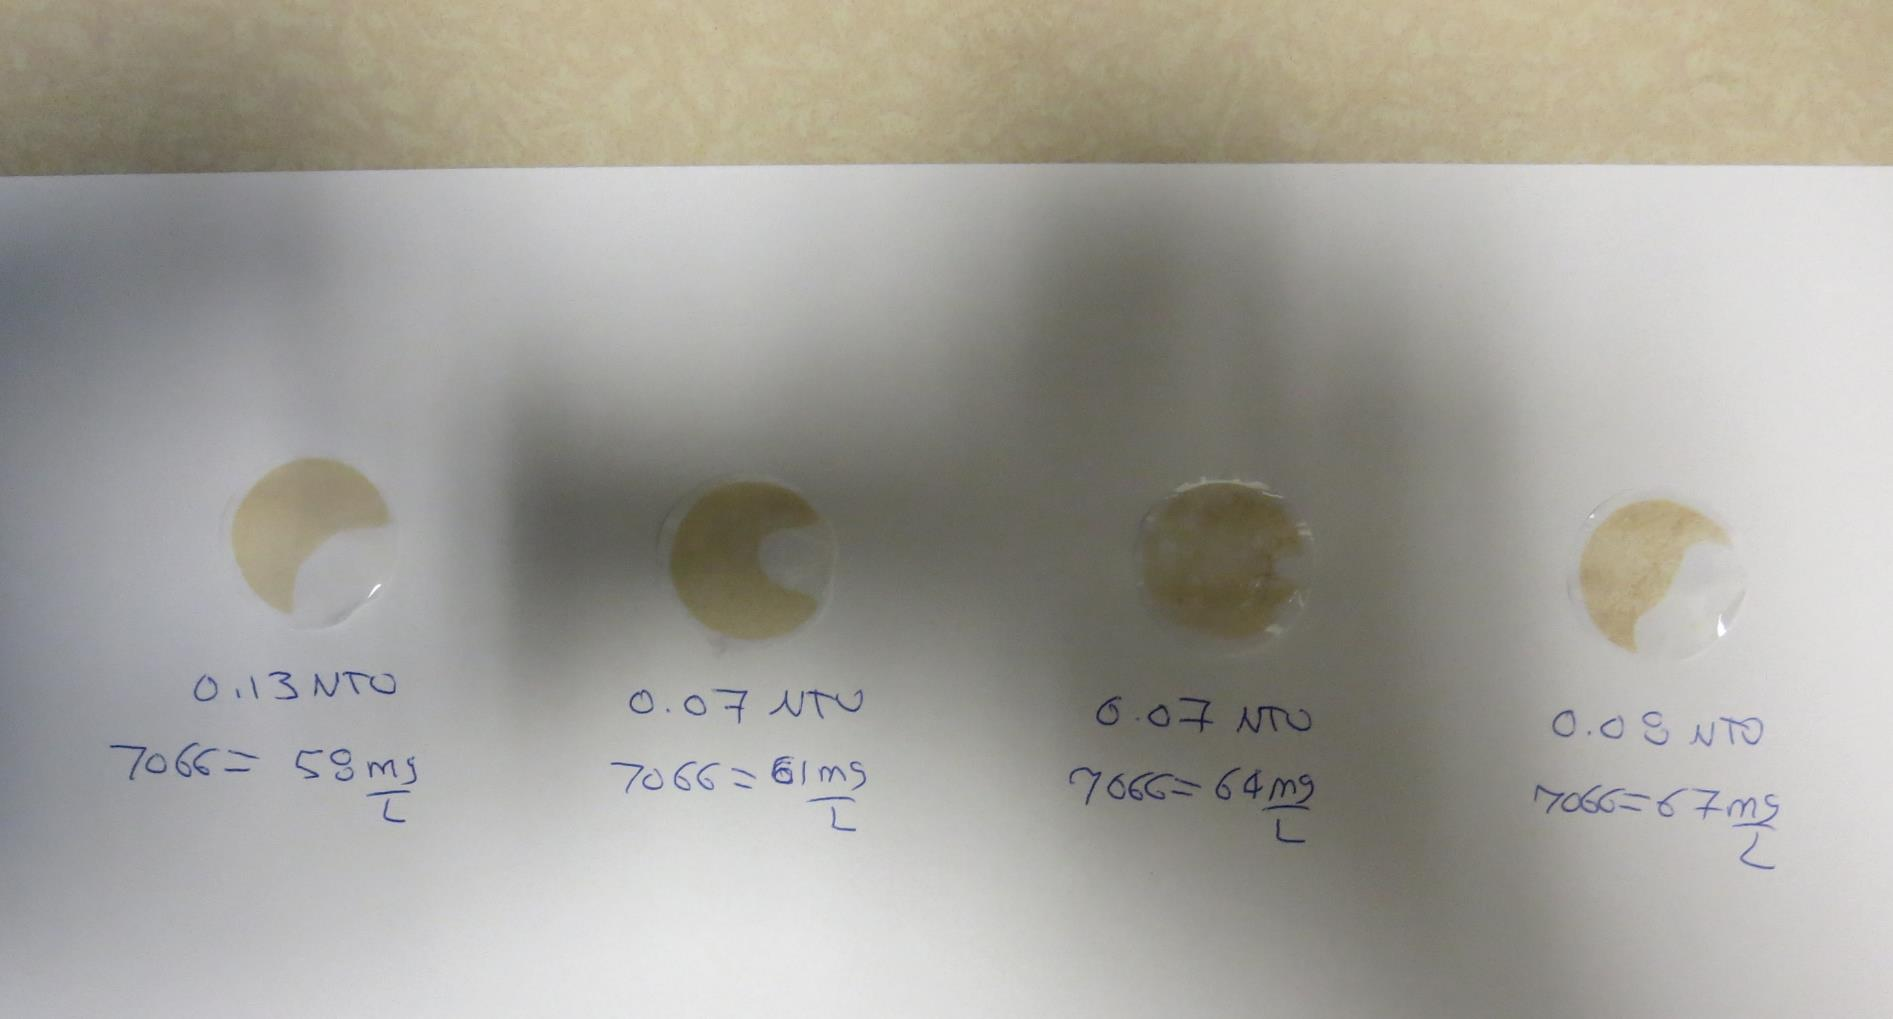 0.13 NTU
7066 = 58 mg/L
0.07 NTU
7066 = 61 mg/L
0.07 NTU
7066 = 64 mg/L
0.08 NTU
7066 = 67 mg/L